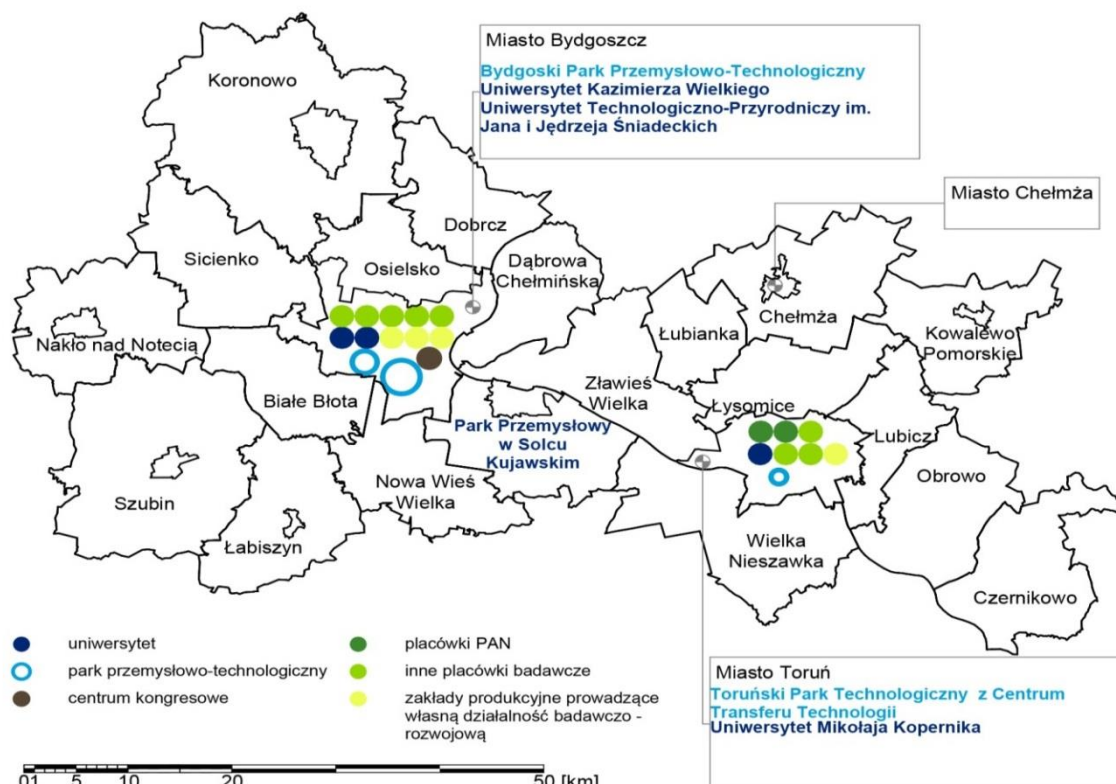 Miasto Bydgoszcz
Bydgoski Park Przemysłowo-Technologiczny
Uniwersytet Kazimierza Wielkiego
Uniwersytet Technologiczno-Przyrodniczy im.
Jana i Jędrzeja Śniadeckich
Koronowo
Miasto Chełmża
Dobrcz
Sicienko
Osielsko
Dąbrowa
Chełmińska
Nakło nad Notecią
Łubianka
Chełmża
Kowalewo
Pomorskie
Białe Błota
Zławieś
Wielka
Łysomice
Park Przemysłowy
w Solcu
Kujawskim
Lubicz
Szubin
Nowa Wieś
Wielka
Obrowo
Łabiszyn
Wielka
Nieszawka
Czernikowo
uniwersytet
park przemysłowo-technologiczny
centrum kongresowe
placówki PAN
inne placówki badawcze
zakłady produkcyjne prowadzące
własną działalność badawczo -
rozwojową
Miasto Toruń
Toruński Park Technologiczny z Centrum
Transferu Technologii
Uniwersytet Mikołaja Kopernika
01 5 10 20 50 [km]